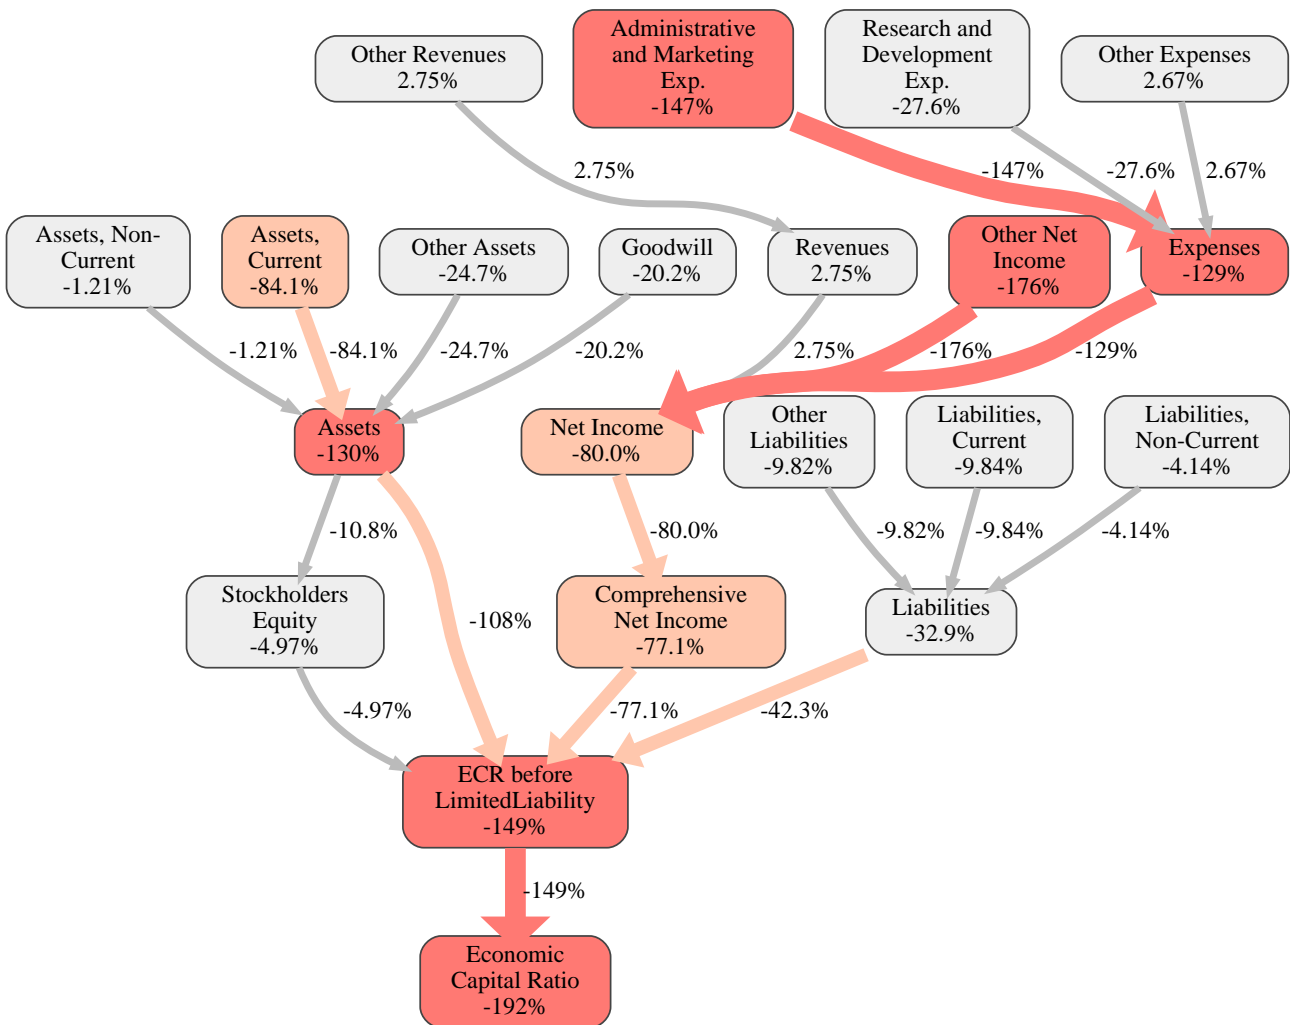 Other Revenues
2.75%
Administrative
and Marketing
Exp.
-147%
Research and
Development
Exp.
-27.6%
Other Expenses
2.67%
2.75%
-147%
-27.6%
2.67%
Assets, Non-
Current
-1.21%
Assets,
Current
-84.1%
Other Assets
-24.7%
Goodwill
-20.2%
Revenues
2.75%
Other Net
Income
-176%
Expenses
-129%
-1.21%
-84.1%
-24.7%
-20.2%
2.75%
-176%
-129%
Assets
-130%
Net Income
-80.0%
Other
Liabilities
-9.82%
Liabilities,
Current
-9.84%
Liabilities,
Non-Current
-4.14%
-10.8%
-80.0%
-9.82%
-9.84%
-4.14%
Stockholders
Equity
-4.97%
-108%
Comprehensive
Net Income
-77.1%
Liabilities
-32.9%
-4.97%
-77.1%
-42.3%
ECR before
LimitedLiability
-149%
-149%
Economic
Capital Ratio
-192%